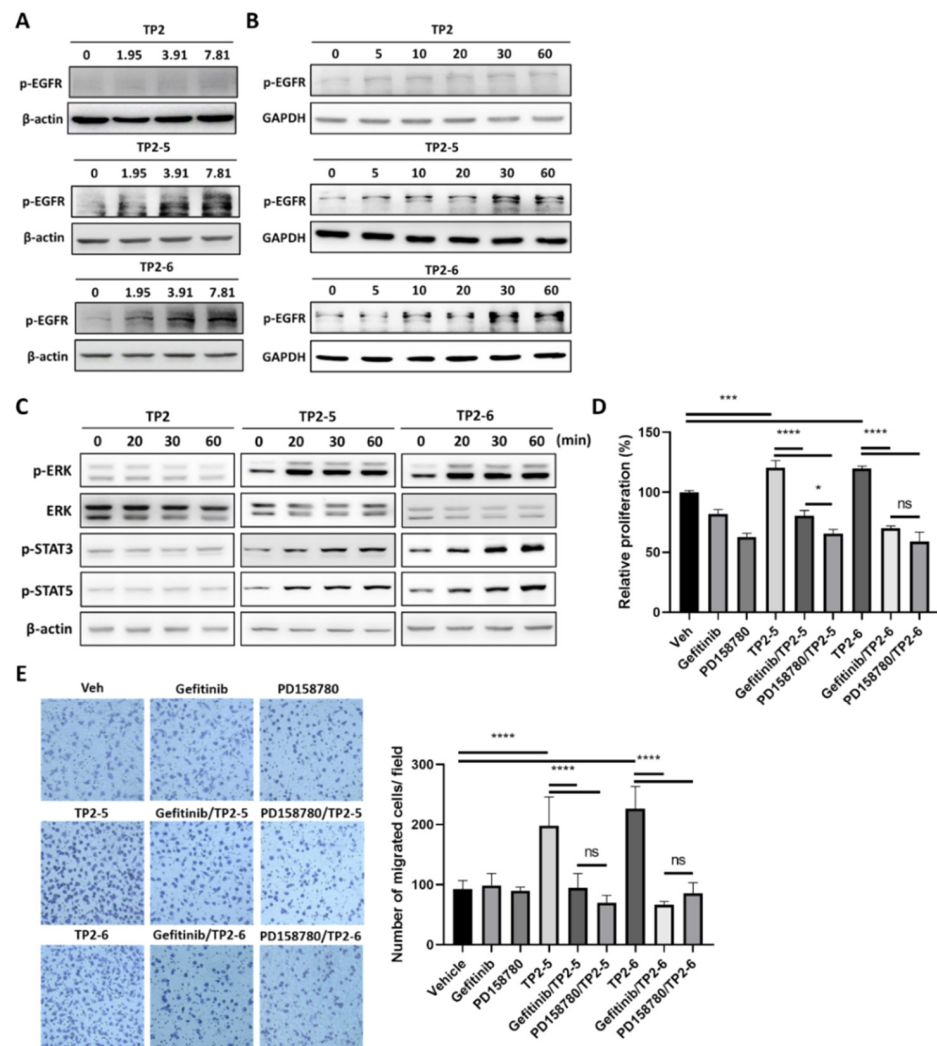 A
TP2
0 1.95 3.91 7.81
p-EGFR
β-actin
TP2-5
0 1.95 3.91 7.81
p-EGFR
β-actin
TP2-6
0 1.95 3.91 7.81
p-EGFR
β-actin
B
TP2
0 5 10 20 30 60
p-EGFR
GAPDH
TP2-5
0 5 10 20 30 60
p-EGFR
GAPDH
TP2-6
0 5 10 20 30 60
p-EGFR
GAPDH
C
TP2 TP2-5 TP2-6
0 20 30 60 0 20 30 60 0 20 30 60 (min)
p-ERK
ERK
p-STAT3
p-STAT5
β-actin
D
Relative proliferation (%)
150
100
50
0
***
**** ****
*
ns
Veh
Gefitinib
PD158780
TP2-5
Gefitinib/TP2-5
PD158780/TP2-5
TP2-6
Gefitinib/TP2-6
PD158780/TP2-6
E
Veh Gefitinib PD158780
TP2-5 Gefitinib/TP2-5 PD158780/TP2-5
TP2-6 Gefitinib/TP2-6 PD158780/TP2-6
Number of migrated cells/ field
300
200
100
0
****
**** ****
ns ns
Vehicle
Gefitinib
PD158780
TP2-5
Gefitinib/TP2-5
PD158780/TP2-5
TP2-6
Gefitinib/TP2-6
PD158780/TP2-6